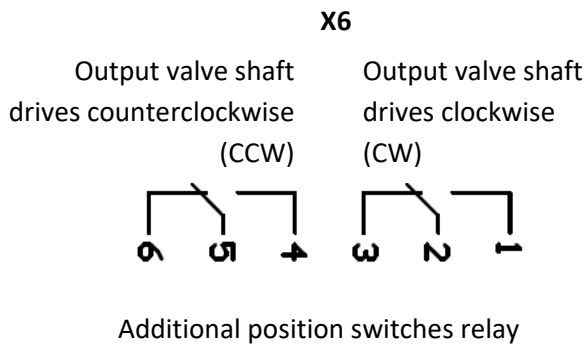 X6
Output valve shaft
drives counterclockwise
(CCW)
Output valve shaft
drives clockwise
(CW)
6 5 4 3 2 1
Additional position switches relay